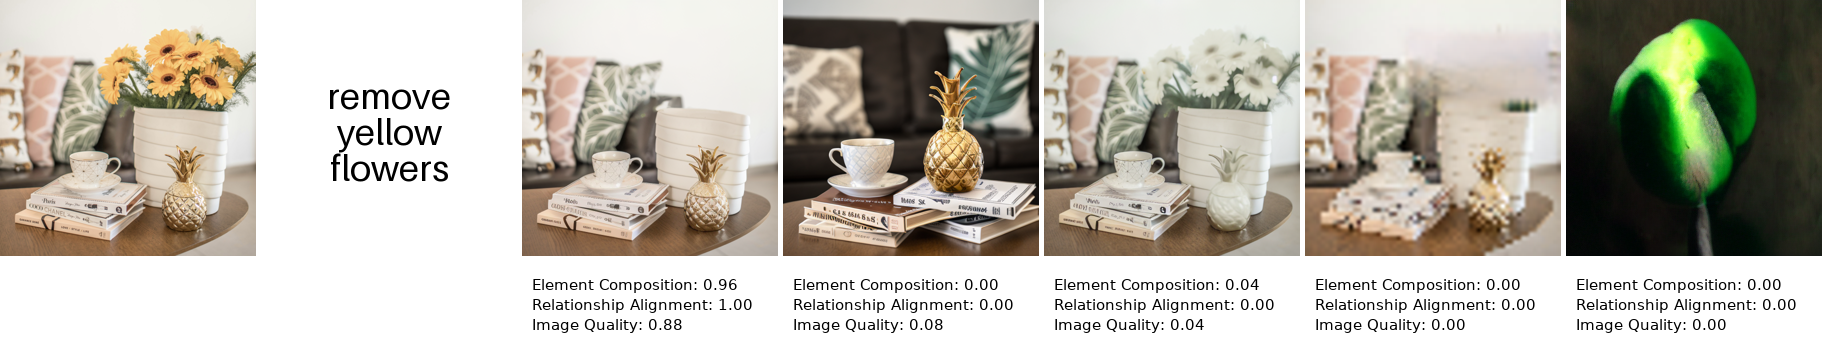 remove
yellow
flowers
Element Composition: 0.96
Relationship Alignment: 1.00
Image Quality: 0.88
Element Composition: 0.00
Relationship Alignment: 0.00
Image Quality: 0.08
Element Composition: 0.04
Relationship Alignment: 0.00
Image Quality: 0.04
Element Composition: 0.00
Relationship Alignment: 0.00
Image Quality: 0.00
Element Composition: 0.00
Relationship Alignment: 0.00
Image Quality: 0.00